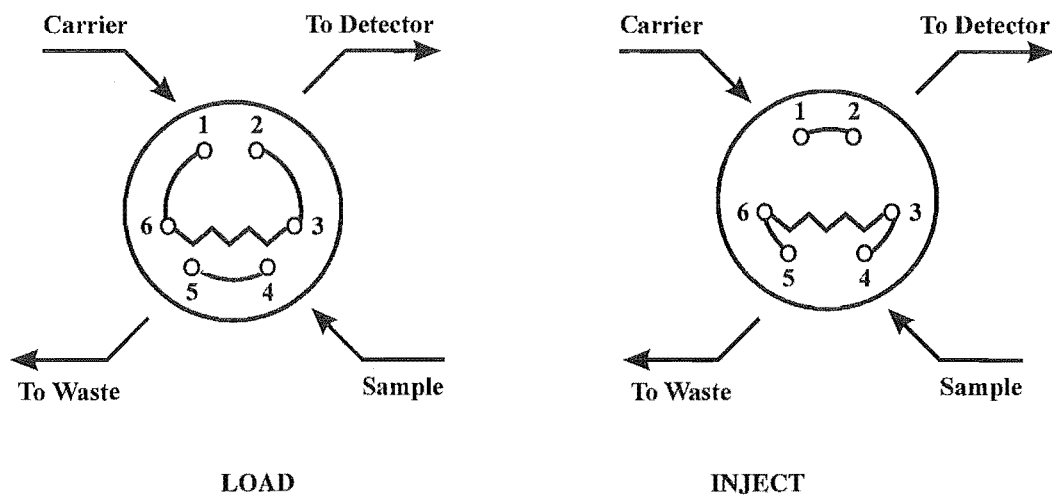 Carrier To Detector Carrier To Detector
1 2 1 2
6 3 6 3
5 4 5 4
To Waste Sample To Waste Sample
LOAD INJECT